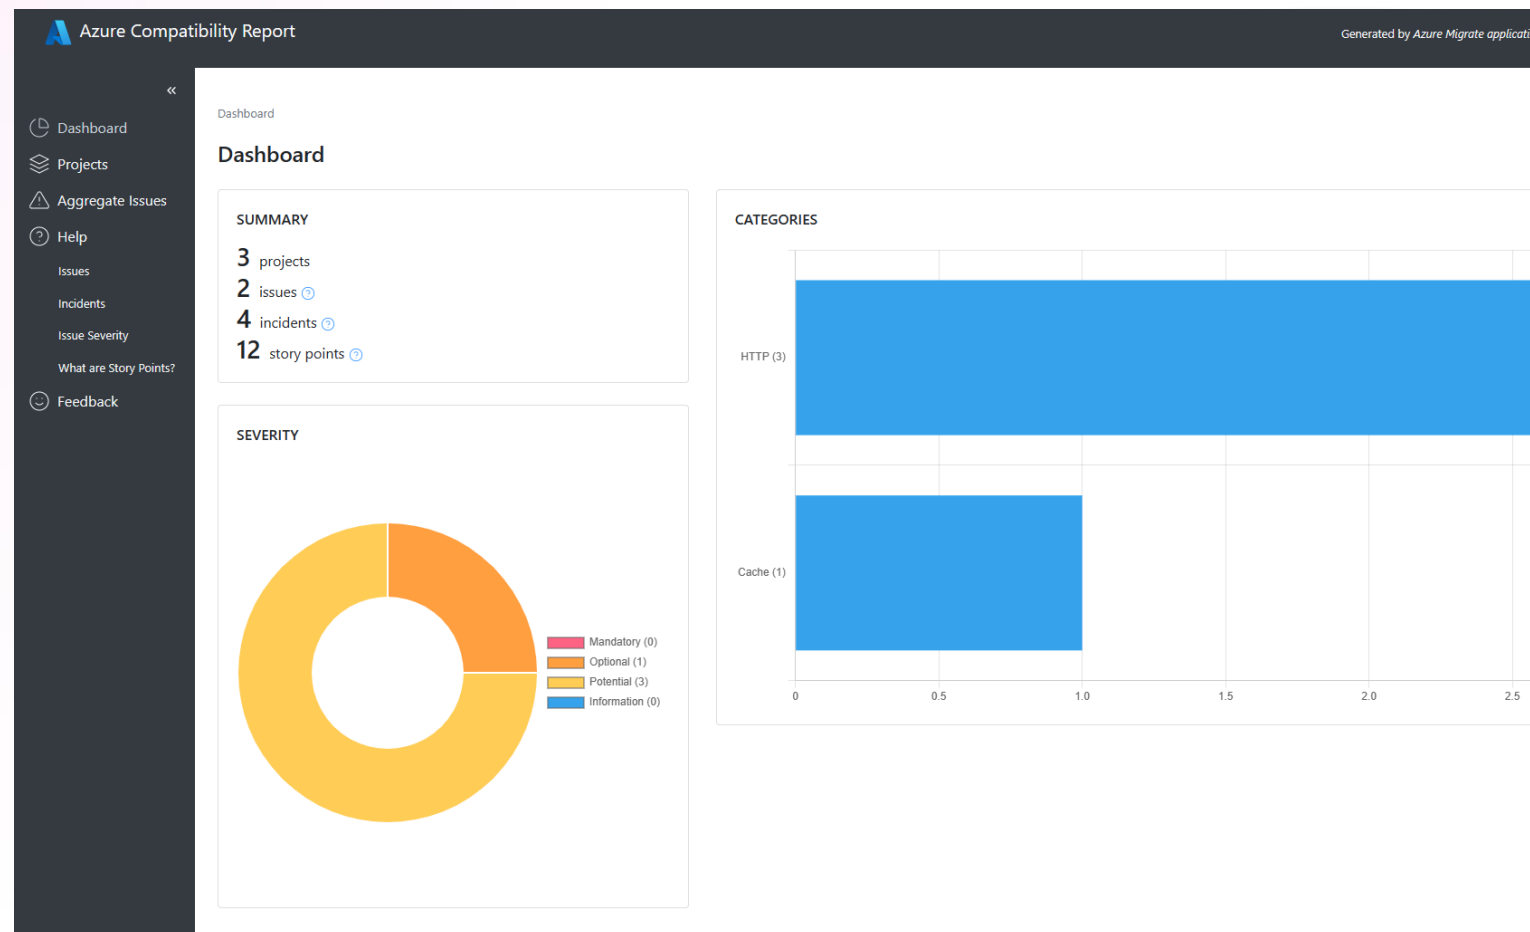 Azure Compatibility Report
Generated by Azure Migrate applicati
«
Dashboard
Projects
Aggregate Issues
Help
Issues
Incidents
Issue Severity
What are Story Points?
Feedback
Dashboard
Dashboard
SUMMARY
3 projects
2 issues
4 incidents
12 story points
SEVERITY
Mandatory (0)
Optional (1)
Potential (3)
Information (0)
CATEGORIES
HTTP (3)
Cache (1)
0 0.5 1.0 1.5 2.0 2.5